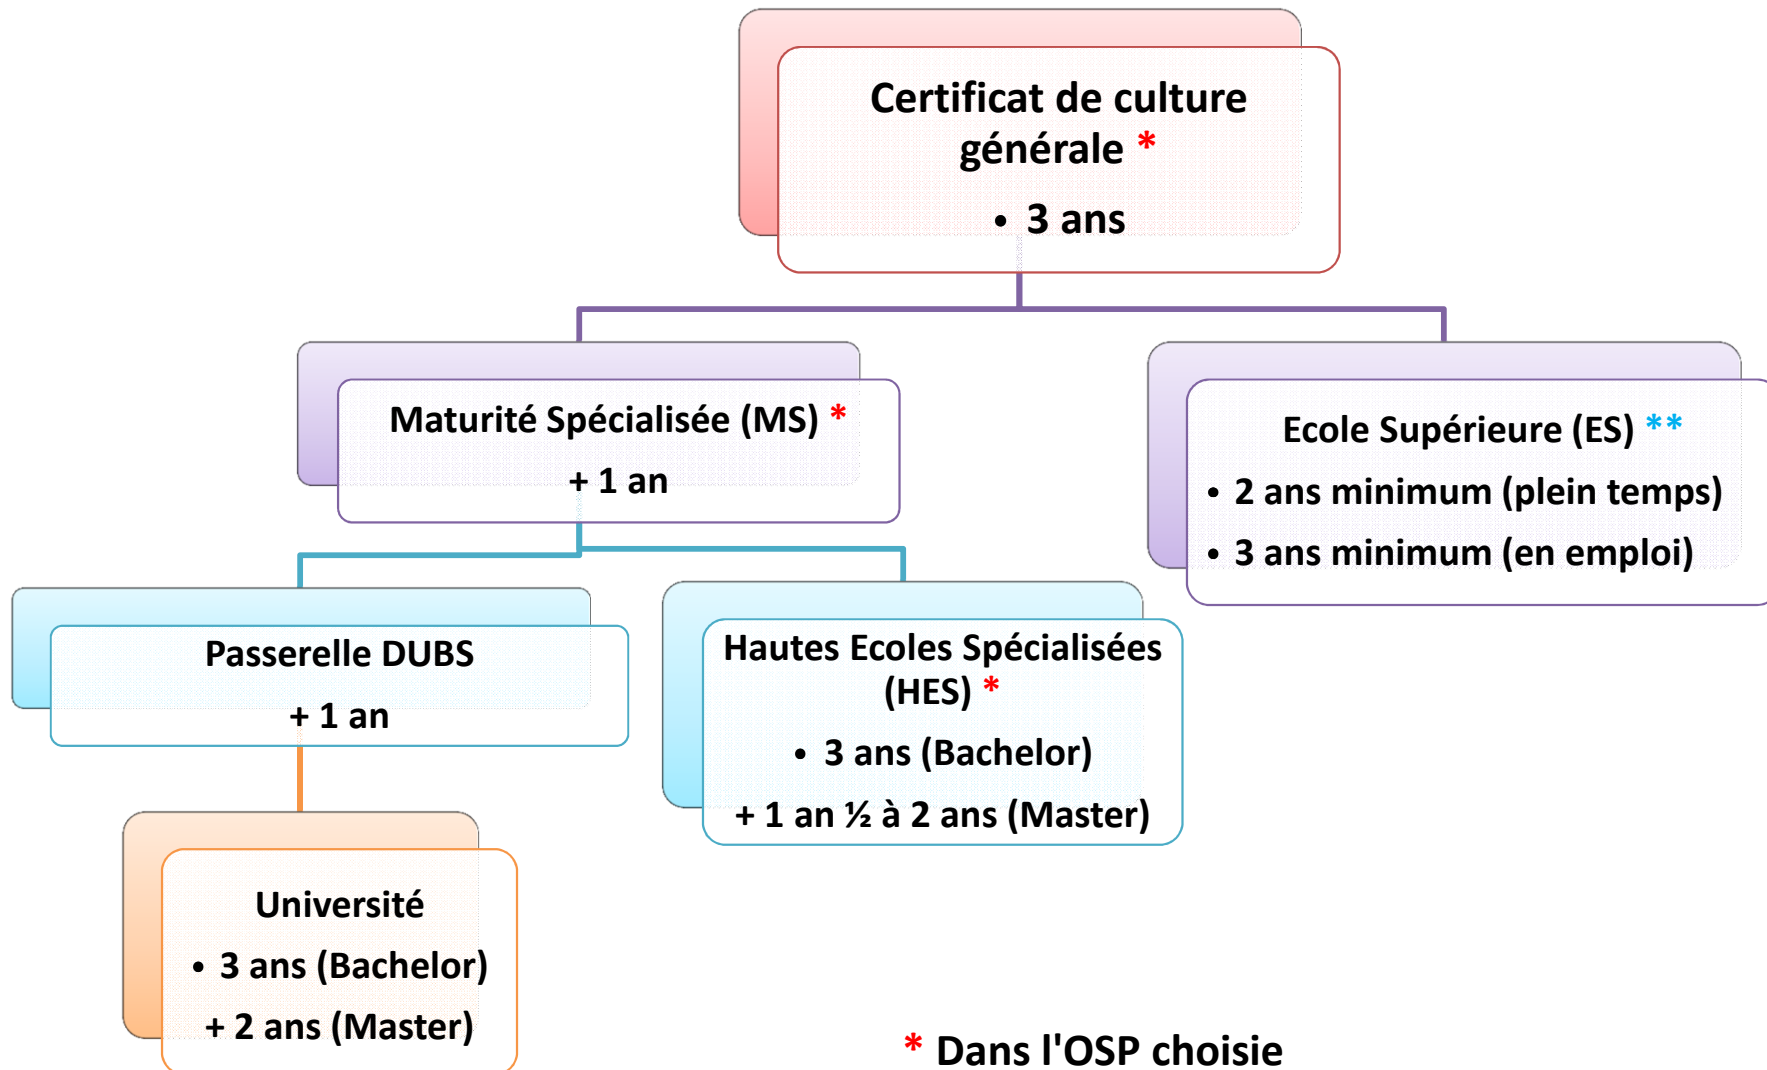 Certificat de culture
générale *
• 3 ans
Maturité Spécialisée (MS) *
+ 1 an
Ecole Supérieure (ES) **
• 2 ans minimum (plein temps)
• 3 ans minimum (en emploi)
Passerelle DUBS
+ 1 an
Hautes Ecoles Spécialisées
(HES) *
• 3 ans (Bachelor)
+ 1 an ½ à 2 ans (Master)
Université
• 3 ans (Bachelor)
+ 2 ans (Master)
* Dans l'OSP choisie